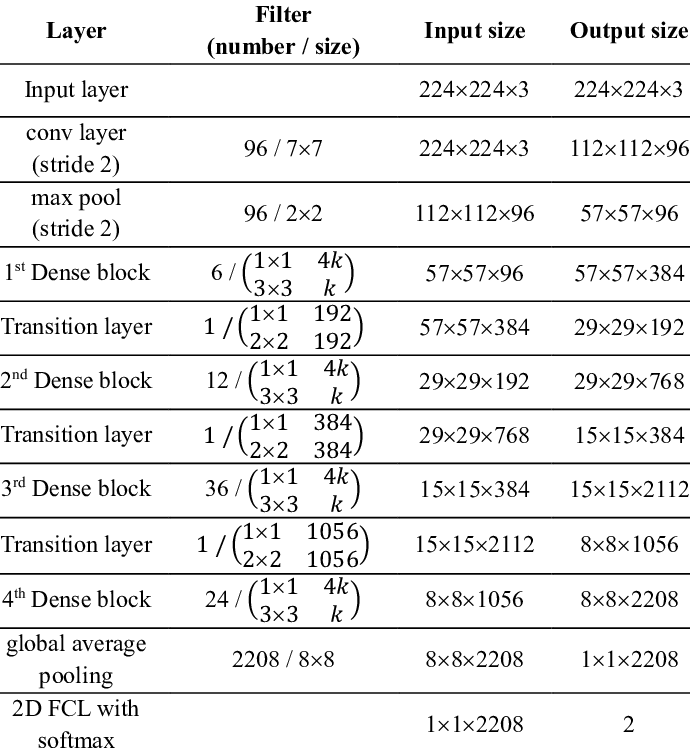 Layer Filter (number / size) Input size Output size
Input layer 224×224×3 224×224×3
conv layer (stride 2) 96 / 7×7 224×224×3 112×112×96
max pool (stride 2) 96 / 2×2 112×112×96 57×57×96
1st Dense block 6 / (1×1 4k 3×3 k) 57×57×96 57×57×384
Transition layer 1 / (1×1 192 2×2 192) 57×57×384 29×29×192
2nd Dense block 12 / (1×1 4k 3×3 k) 29×29×192 29×29×768
Transition layer 1 / (1×1 384 2×2 384) 29×29×768 15×15×384
3rd Dense block 36 / (1×1 4k 3×3 k) 15×15×384 15×15×2112
Transition layer 1 / (1×1 1056 2×2 1056) 15×15×2112 8×8×1056
4th Dense block 24 / (1×1 4k 3×3 k) 8×8×1056 8×8×2208
global average pooling 2208 / 8×8 8×8×2208 1×1×2208
2D FCL with softmax 1×1×2208 2